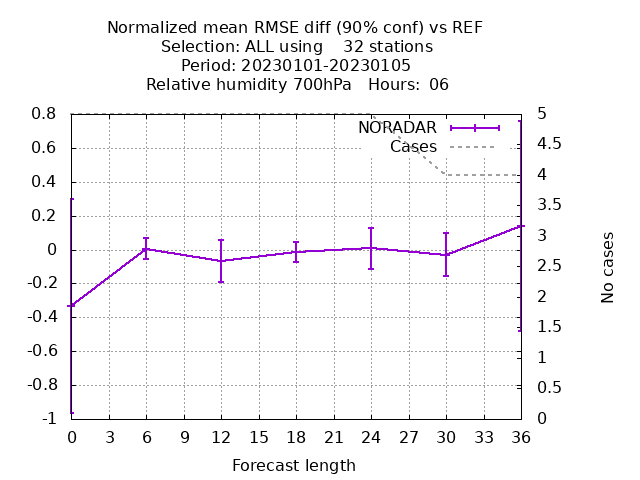 Normalized mean RMSE diff (90% conf) vs REF
Selection: ALL using    32 stations
Period: 20230101-20230105
Relative humidity 700hPa   Hours:  06
NORADAR
Cases
0.8
0.6
0.4
0.2
0
-0.2
-0.4
-0.6
-0.8
-1
5
4.5
4
3.5
3
2.5
2
1.5
1
0.5
0
No cases
0 3 6 9 12 15 18 21 24 27 30 33 36
Forecast length